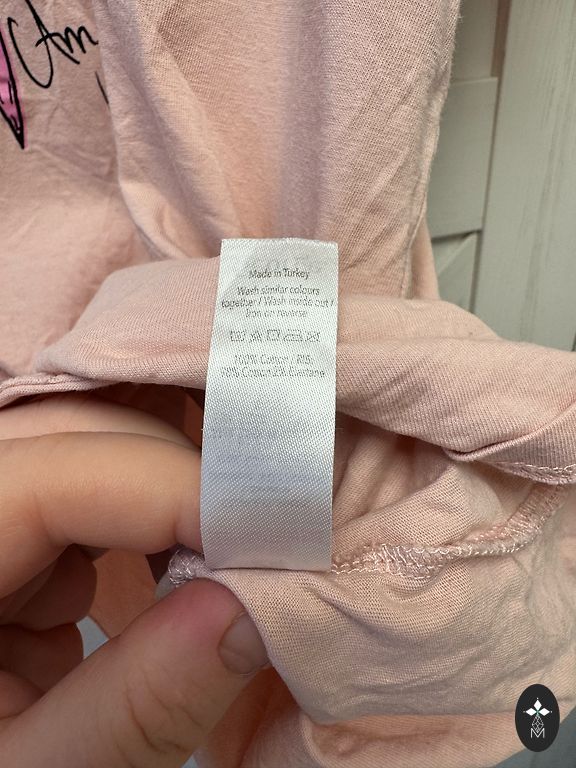 Am
Made in Turkey
Wash similar colours
together / Wash inside out /
Iron on reverse
100% Cotton / Rib:
98% Cotton 2% Elastane
M